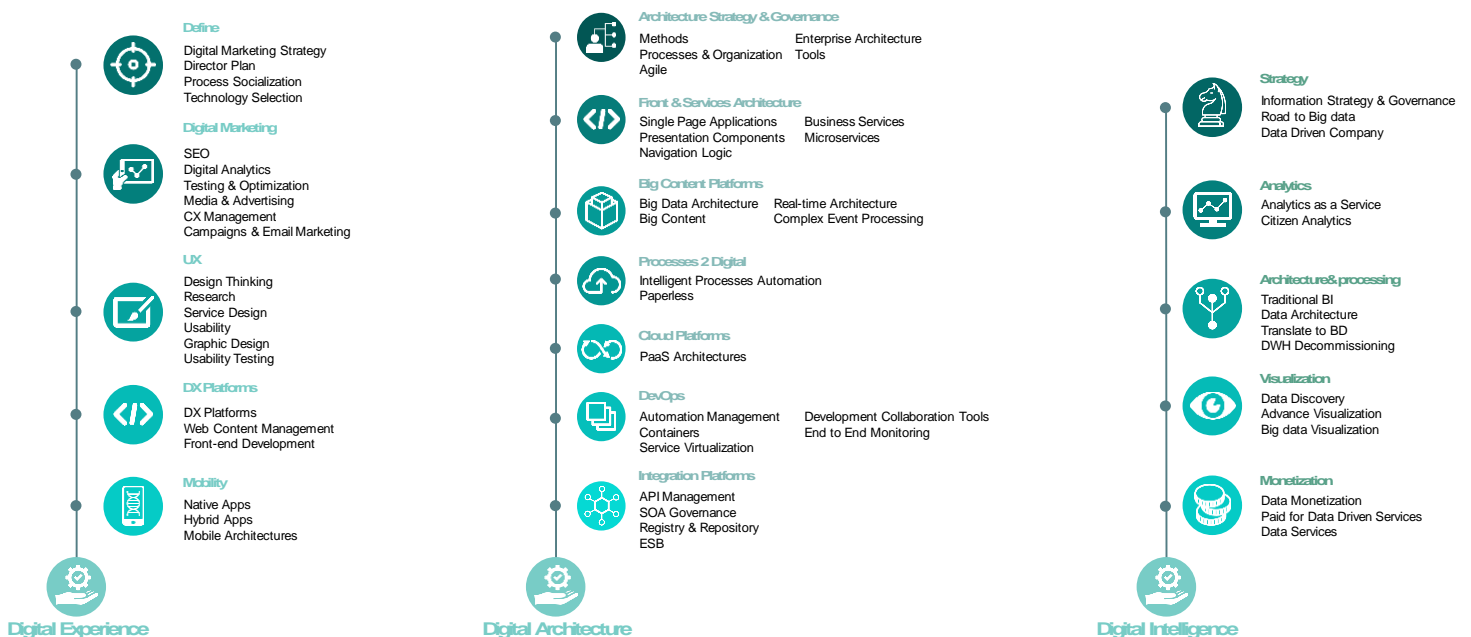 Define
Digital Marketing Strategy
Director Plan
Process Socialization
Technology Selection
Digital Marketing
SEO
Digital Analytics
Testing & Optimization
Media & Advertising
CX Management
Campaigns & Email Marketing
UX
Design Thinking
Research
Service Design
Usability
Graphic Design
Usability Testing
DX Platforms
DX Platforms
Web Content Management
Front-end Development
Mobility
Native Apps
Hybrid Apps
Mobile Architectures
Digital Experience
Architecture Strategy & Governance
Methods
Processes & Organization
Agile
Enterprise Architecture
Tools
Front & Services Architecture
Single Page Applications
Presentation Components
Navigation Logic
Business Services
Microservices
Big Content Platforms
Big Data Architecture
Big Content
Real-time Architecture
Complex Event Processing
Processes 2 Digital
Intelligent Processes Automation
Paperless
Cloud Platforms
PaaS Architectures
DevOps
Automation Management
Containers
Service Virtualization
Development Collaboration Tools
End to End Monitoring
Integration Platforms
API Management
SOA Governance
Registry & Repository
ESB
Digital Architecture
Strategy
Information Strategy & Governance
Road to Big data
Data Driven Company
Analytics
Analytics as a Service
Citizen Analytics
Architecture & processing
Traditional BI
Data Architecture
Translate to BD
DWH Decommissioning
Visualization
Data Discovery
Advance Visualization
Big data Visualization
Monetization
Data Monetization
Paid for Data Driven Services
Data Services
Digital Intelligence